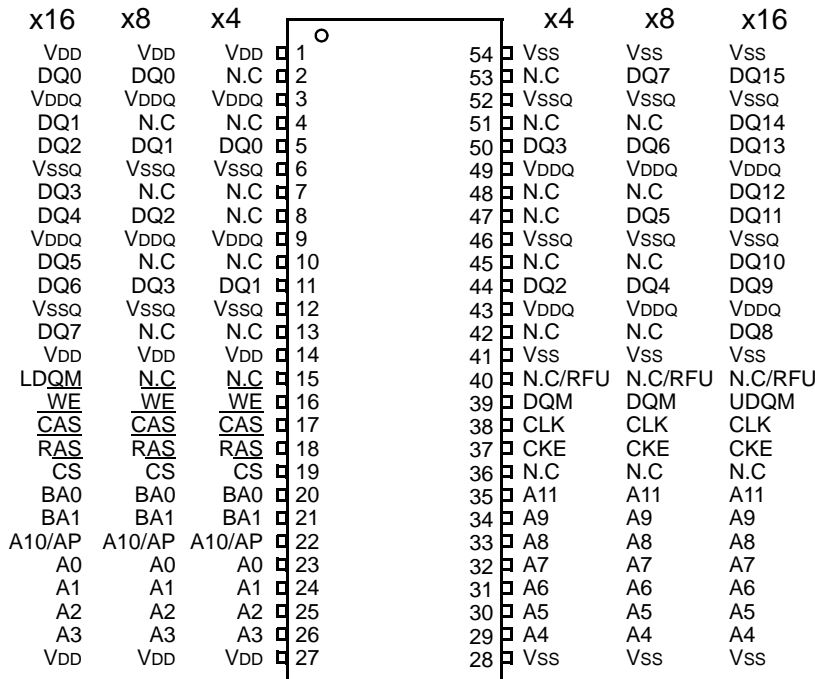 x16 x8 x4 x4 x8 x16
VDD VDD VDD 1 54 VSS VSS VSS
DQ0 DQ0 N.C 2 53 N.C DQ7 DQ15
VDDQ VDDQ VDDQ 3 52 VSSQ VSSQ VSSQ
DQ1 N.C N.C 4 51 N.C N.C DQ14
DQ2 DQ1 DQ0 5 50 DQ3 DQ6 DQ13
VSSQ VSSQ VSSQ 6 49 VDDQ VDDQ VDDQ
DQ3 N.C N.C 7 48 N.C N.C DQ12
DQ4 DQ2 N.C 8 47 N.C DQ5 DQ11
VDDQ VDDQ VDDQ 9 46 VSSQ VSSQ VSSQ
DQ5 N.C N.C 10 45 N.C N.C DQ10
DQ6 DQ3 DQ1 11 44 DQ2 DQ4 DQ9
VSSQ VSSQ VSSQ 12 43 VDDQ VDDQ VDDQ
DQ7 N.C N.C 13 42 N.C N.C DQ8
VDD VDD VDD 14 41 VSS VSS VSS
LDQM N.C N.C 15 40 N.C/RFU N.C/RFU N.C/RFU
WE WE WE 16 39 DQM DQM UDQM
CAS CAS CAS 17 38 CLK CLK CLK
RAS RAS RAS 18 37 CKE CKE CKE
CS CS CS 19 36 N.C N.C N.C
BA0 BA0 BA0 20 35 A11 A11 A11
BA1 BA1 BA1 21 34 A9 A9 A9
A10/AP A10/AP A10/AP 22 33 A8 A8 A8
A0 A0 A0 23 32 A7 A7 A7
A1 A1 A1 24 31 A6 A6 A6
A2 A2 A2 25 30 A5 A5 A5
A3 A3 A3 26 29 A4 A4 A4
VDD VDD VDD 27 28 VSS VSS VSS